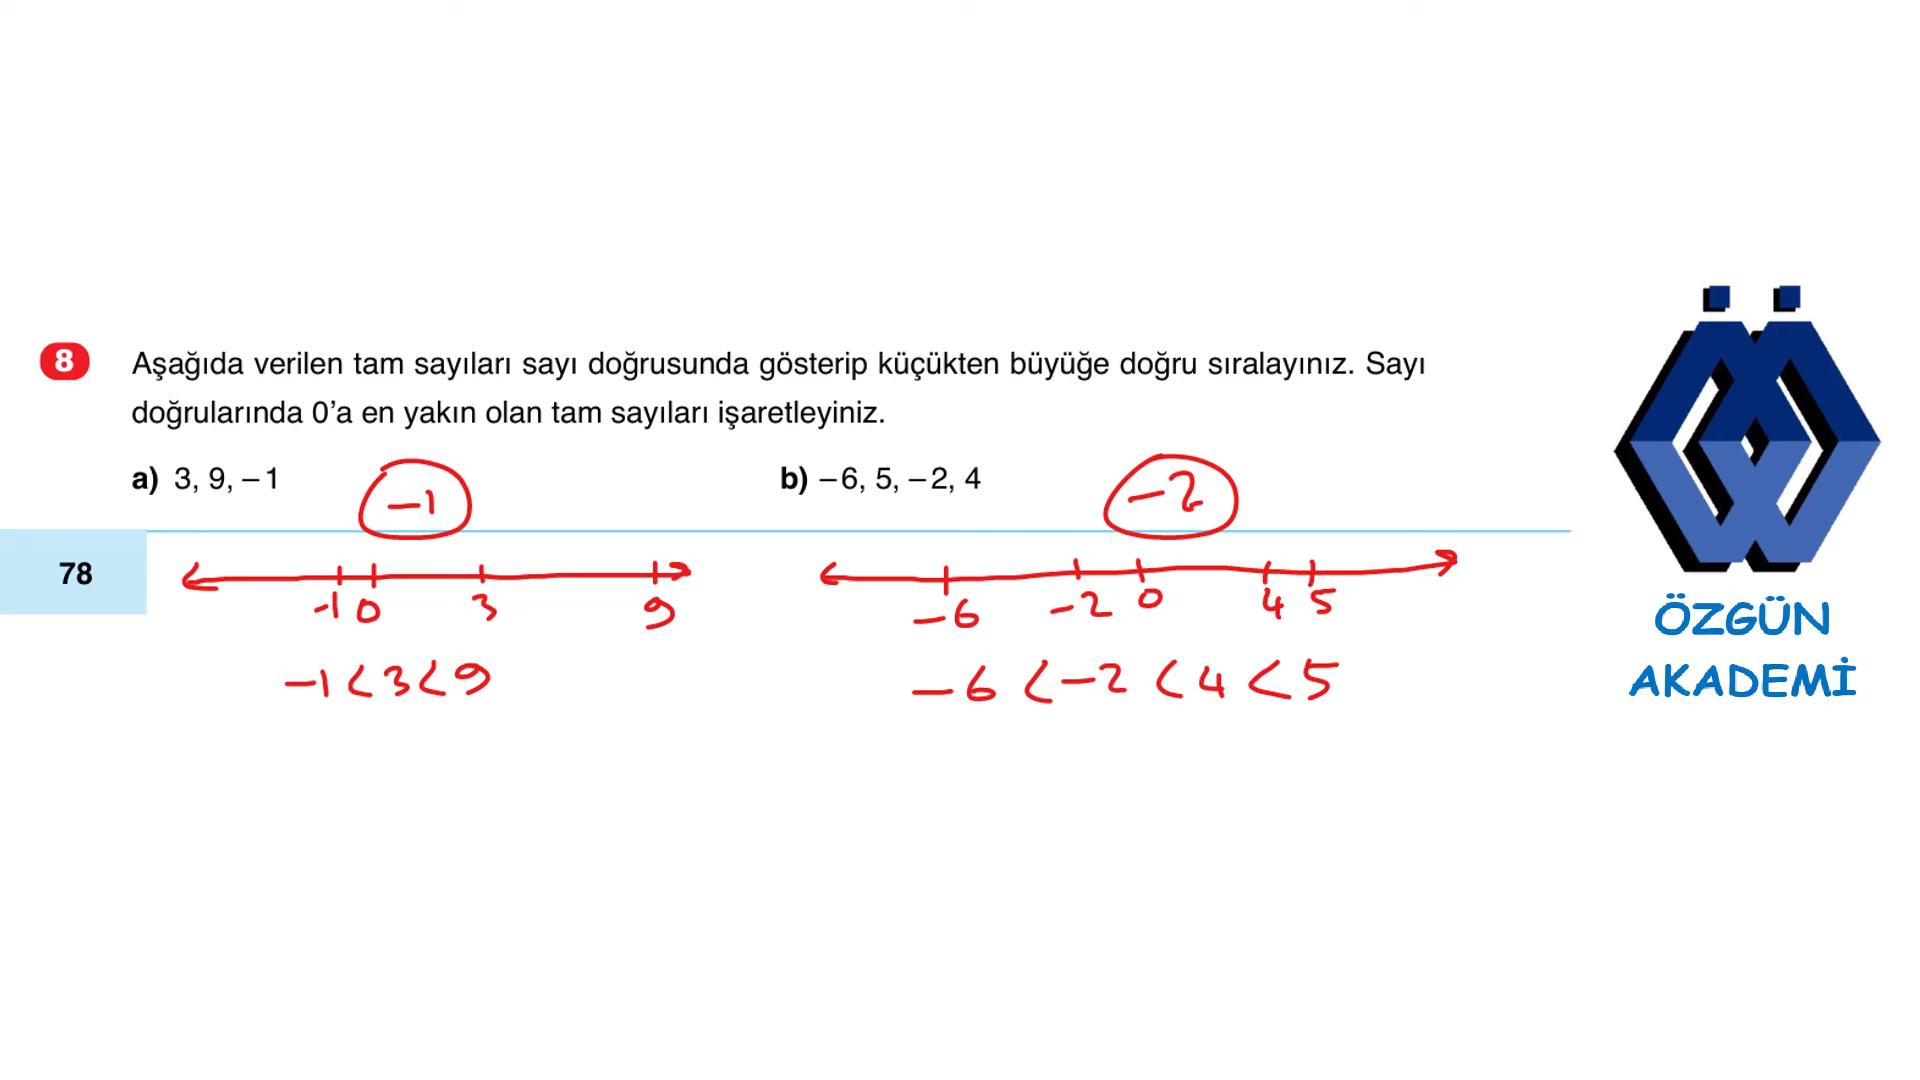 8 Aşağıda verilen tam sayıları sayı doğrusunda gösterip küçükten büyüğe doğru sıralayınız. Sayı
doğrularında 0’a en yakın olan tam sayıları işaretleyiniz.
a) 3, 9, –1
-1
b) –6, 5, –2, 4
-2
78
-1 0 3 9
-1 < 3 < 9
-6 -2 0 4 5
-6 < -2 < 4 < 5
ÖZGÜN
AKADEMİ